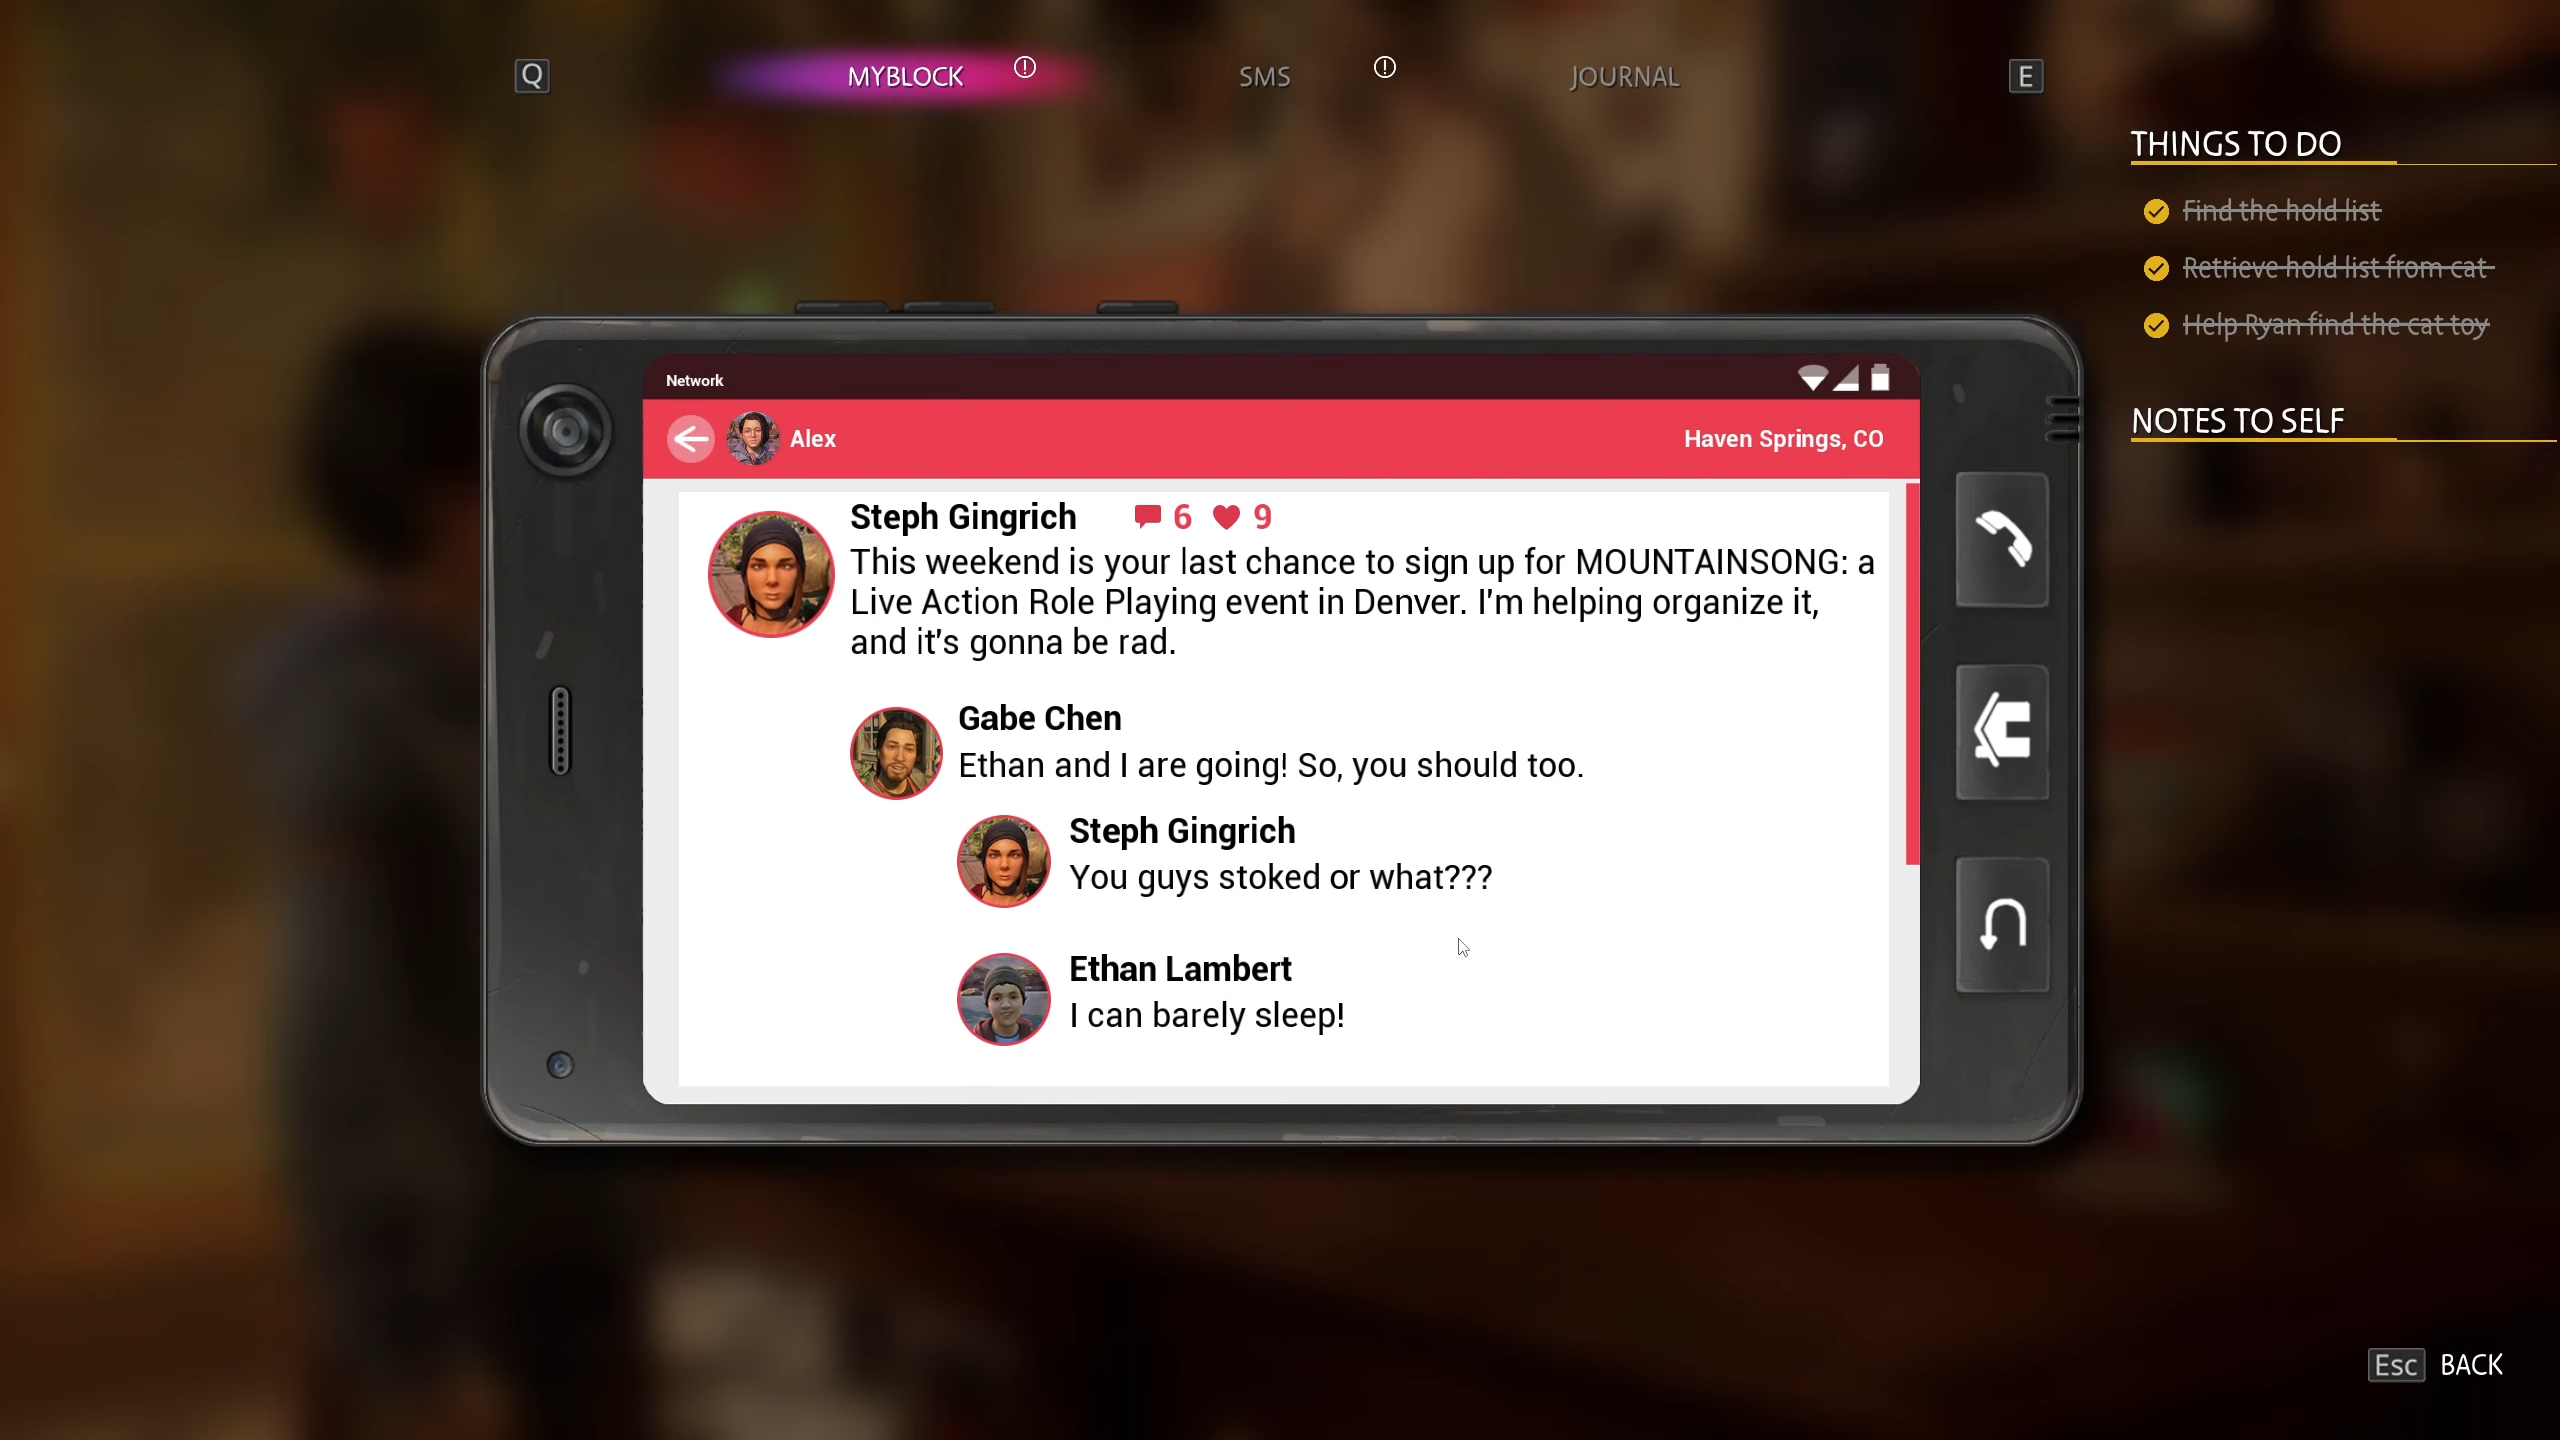 Q
MYBLOCK
SMS
JOURNAL
E
THINGS TO DO
Find the hold list
Retrieve hold list from cat
Help Ryan find the cat toy
NOTES TO SELF
Network
Alex
Haven Springs, CO
Steph Gingrich 6 9
This weekend is your last chance to sign up for MOUNTAINSONG: a
Live Action Role Playing event in Denver. I'm helping organize it,
and it's gonna be rad.
Gabe Chen
Ethan and I are going! So, you should too.
Steph Gingrich
You guys stoked or what???
Ethan Lambert
I can barely sleep!
Esc BACK